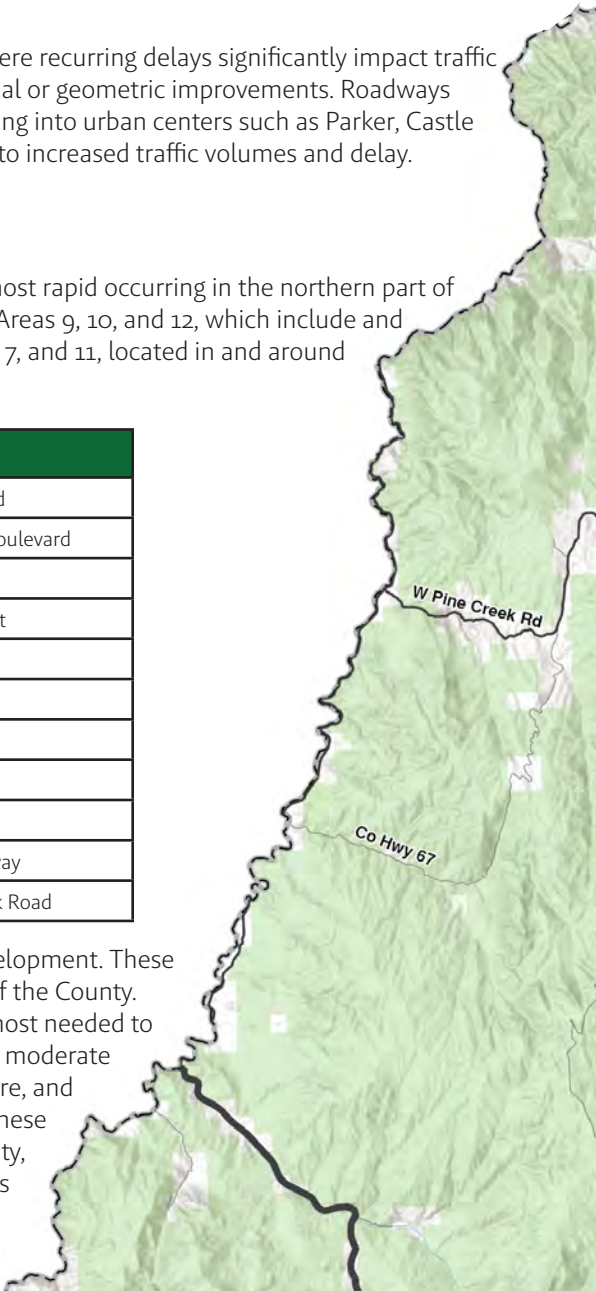 ere recurring delays significantly impact traffic
al or geometric improvements. Roadways
ng into urban centers such as Parker, Castle
to increased traffic volumes and delay.
nost rapid occurring in the northern part of
Areas 9, 10, and 12, which include and
7, and 11, located in and around
d
oulevard
t
ay
k Road
elopment. These
f the County.
nost needed to
moderate
re, and
hese
ty,
s
W Pine Creek Rd
Co Hwy 67